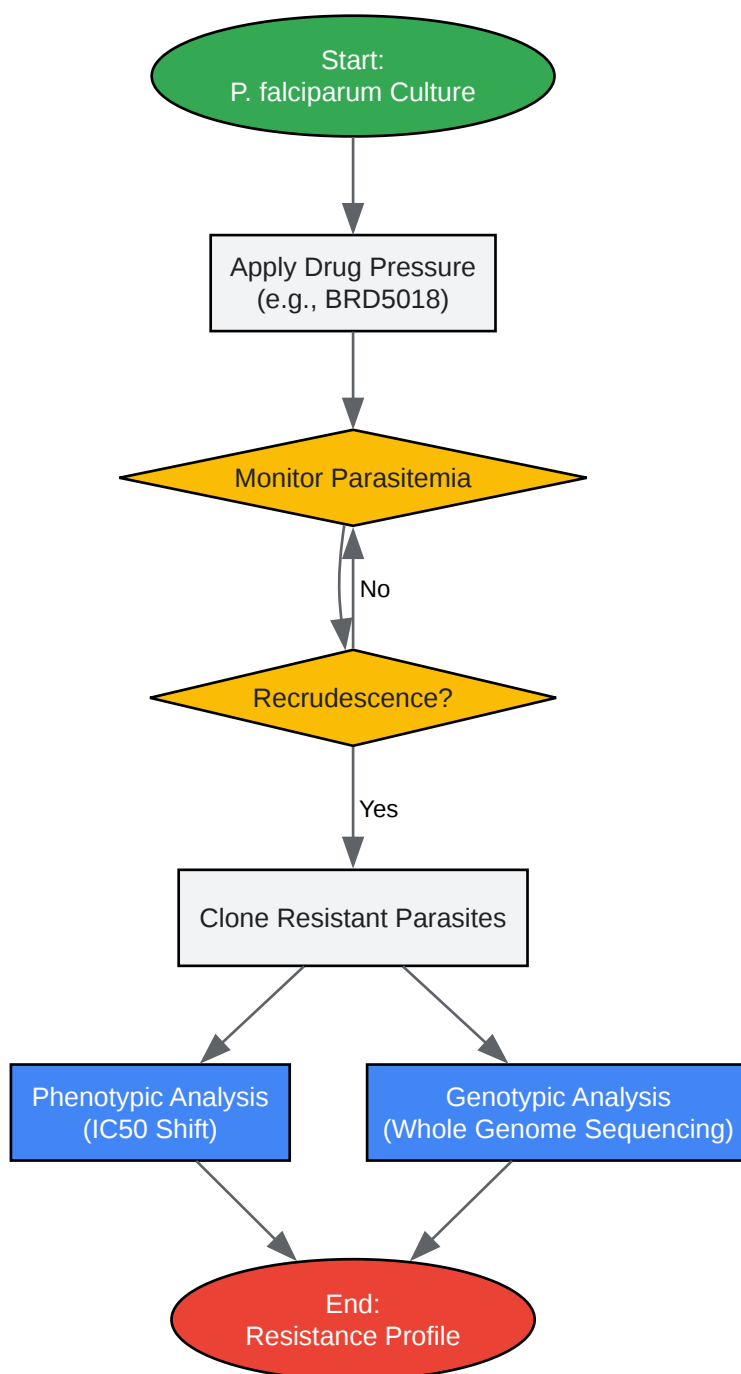 Start:
P. falciparum Culture
Apply Drug Pressure
(e.g., BRD5018)
Monitor Parasitemia
No
Recrudescence?
Yes
Clone Resistant Parasites
Phenotypic Analysis
(IC50 Shift)
Genotypic Analysis
(Whole Genome Sequencing)
End:
Resistance Profile